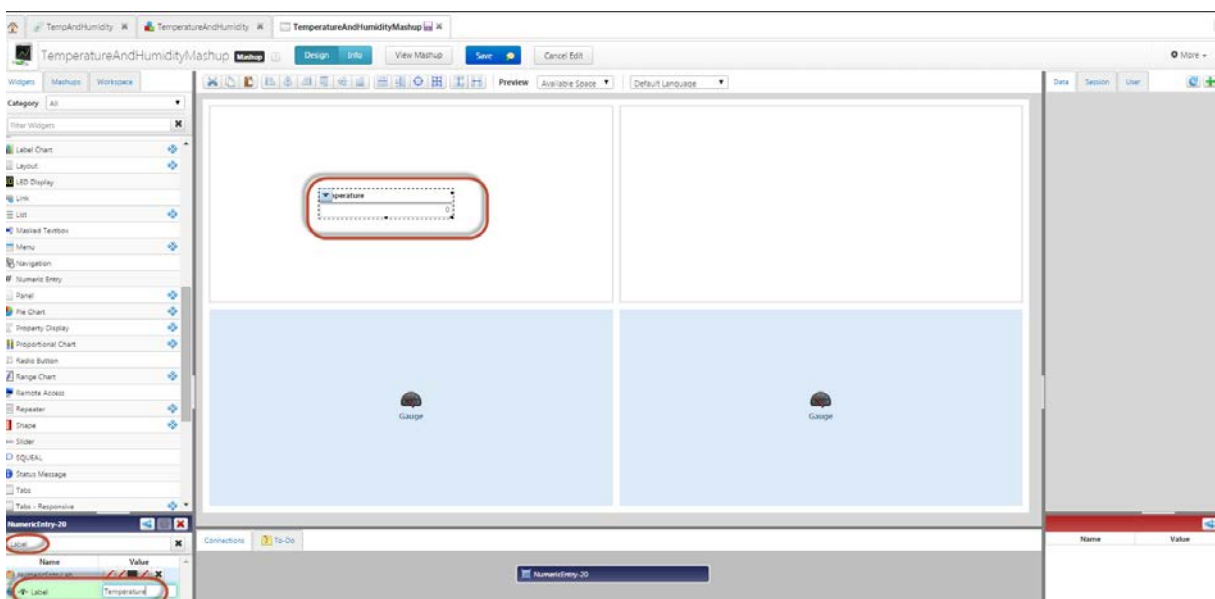 TempAndHumidity
TemperatureAndHumidity
TemperatureAndHumidityMashup
TemperatureAndHumidityMashup Mashup
Design Info
View Mashup
Save
Cancel Edit
More
Widgets Mashups Workspace
Preview Available Space
Default Language
Data Session User
Category All
Filter Widgets
Label Chart
Layout
LED Display
Link
List
Masked Textbox
Menu
Navigation
Numeric Entry
Panel
Pie Chart
Property Display
Proportional Chart
Radio Button
Range Chart
Remote Access
Repeater
Shape
Slider
SQUEAL
Status Message
Tabs
Tabs - Responsive
perature
0
Gauge
Gauge
NumericEntry-20
Label
Name Value
Label Temperature
Connections To-Do
NumericEntry-20
Name Value